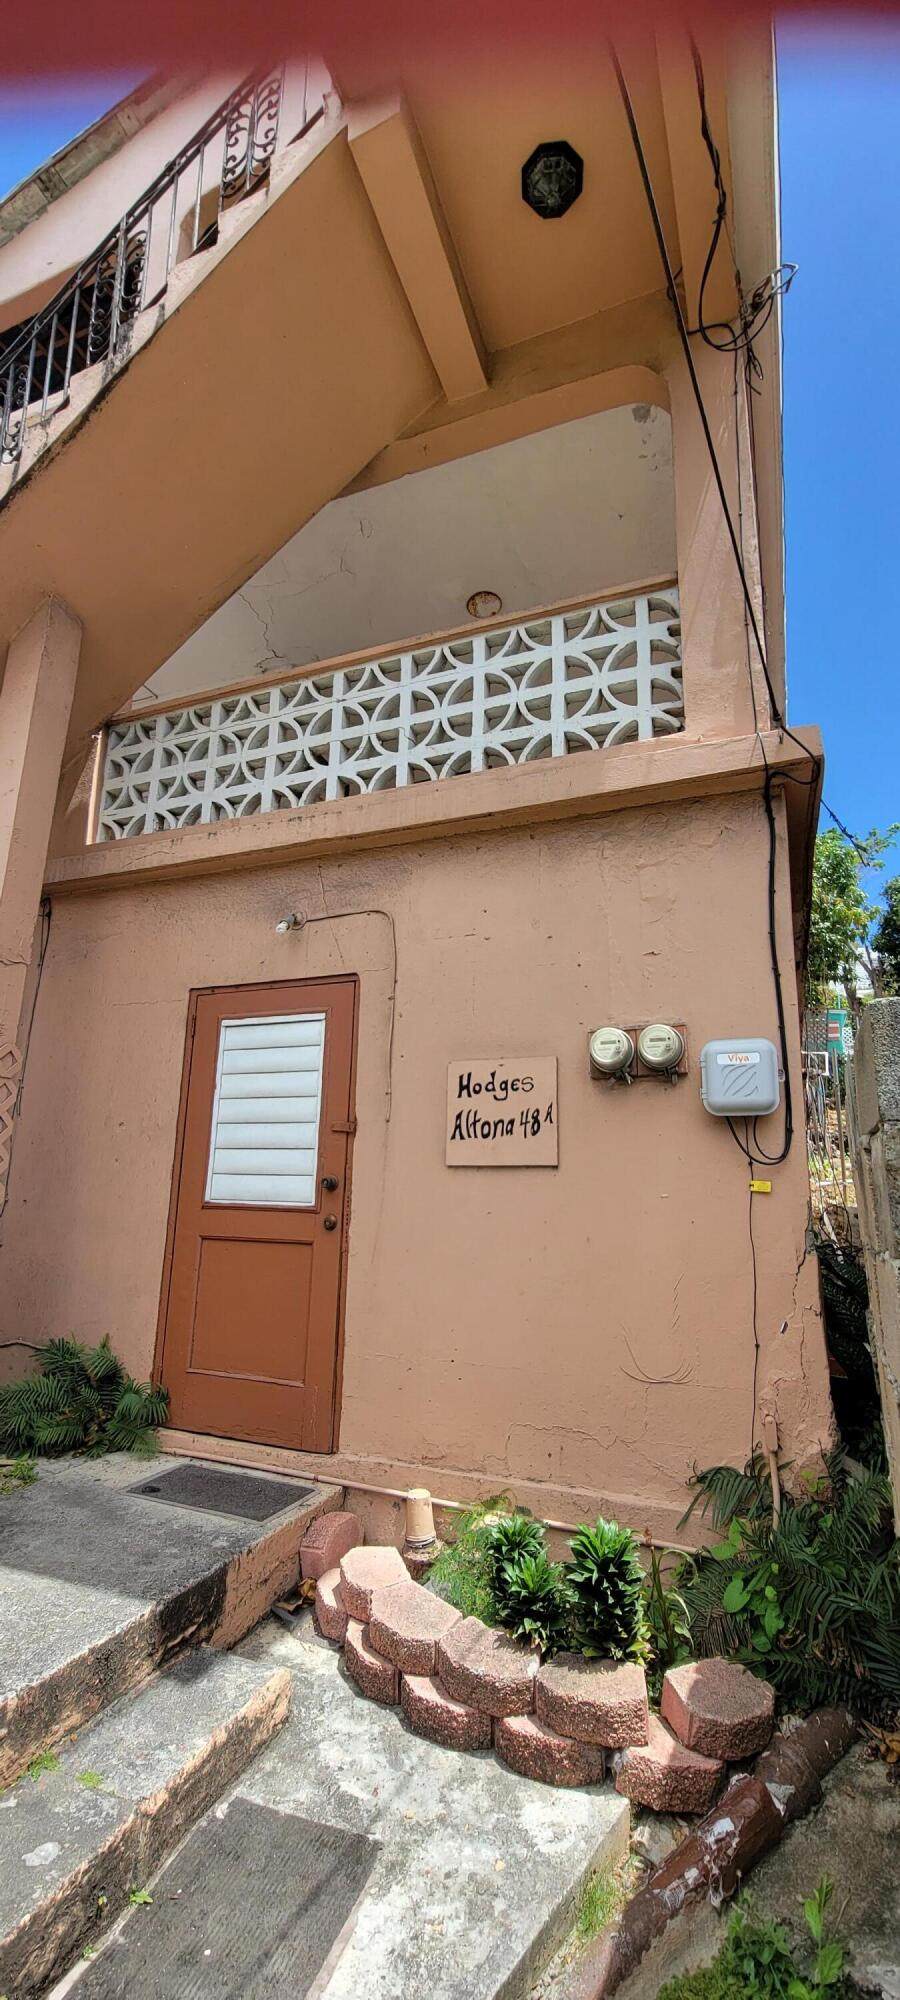 Hodges
Altona 48 A
Viya